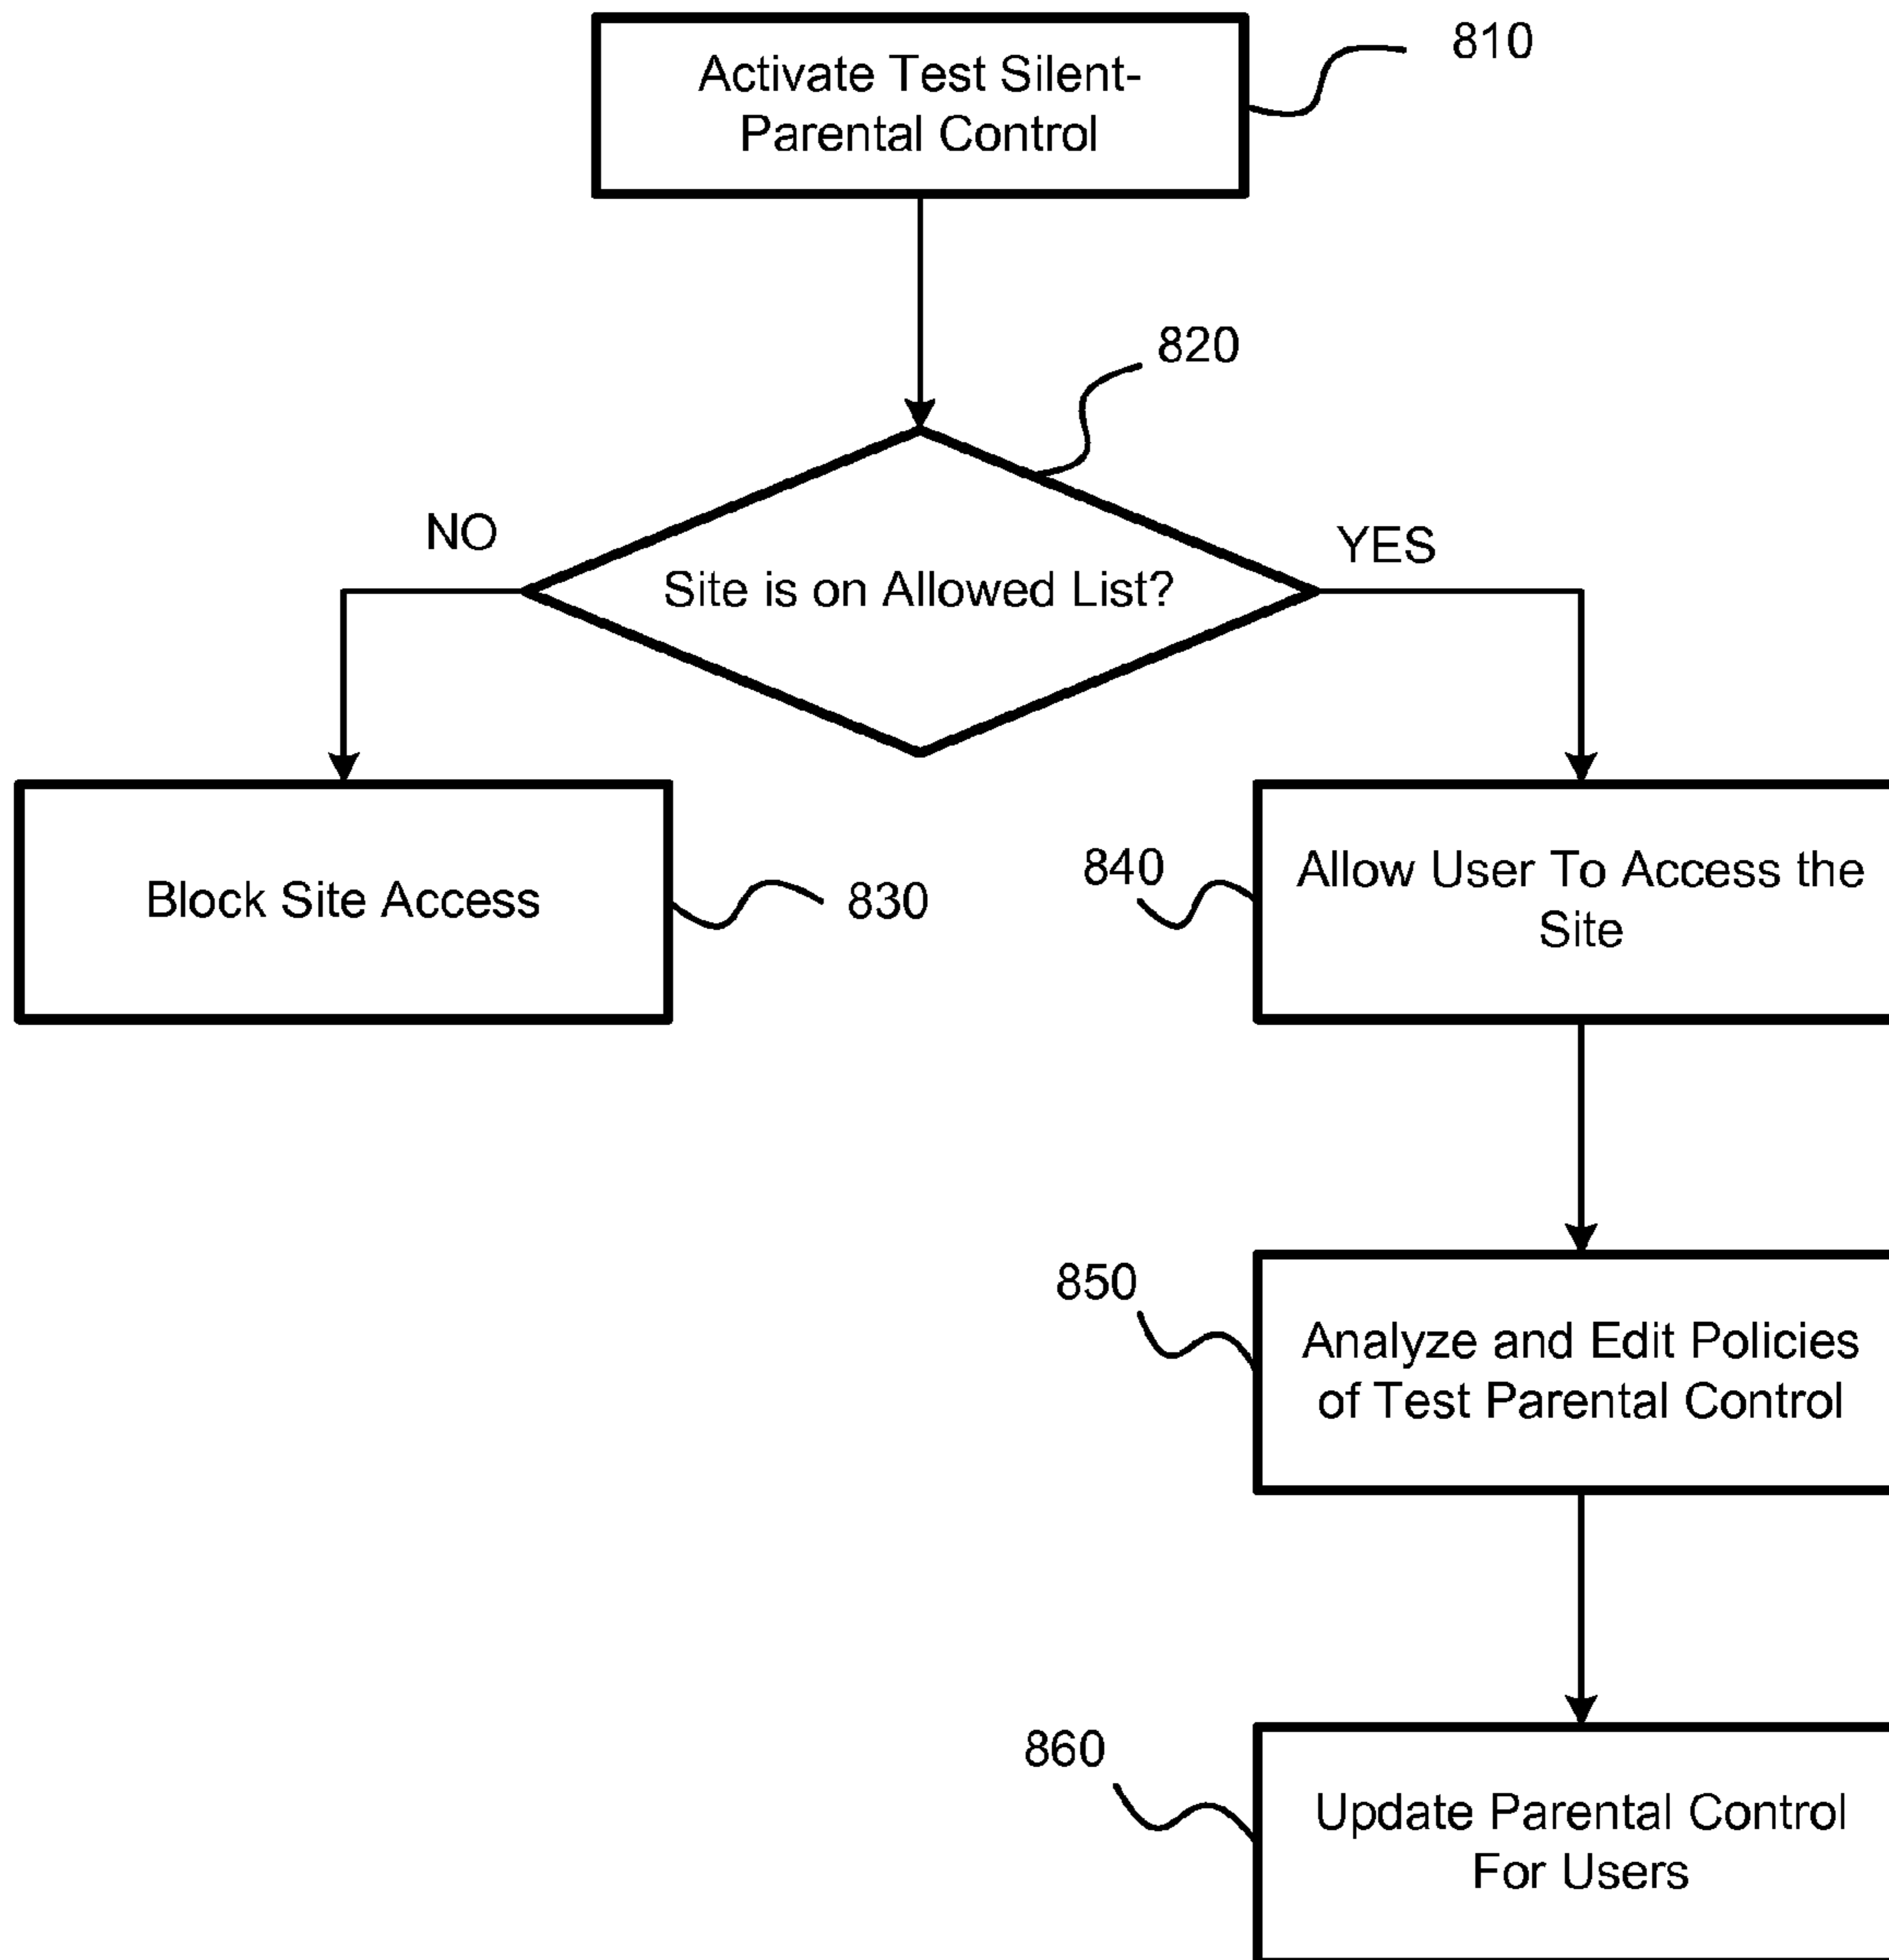 Activate Test Silent-
Parental Control
810
820
NO
YES
Site is on Allowed List?
Block Site Access
830
840
Allow User To Access the
Site
850
Analyze and Edit Policies
of Test Parental Control
860
Update Parental Control
For Users